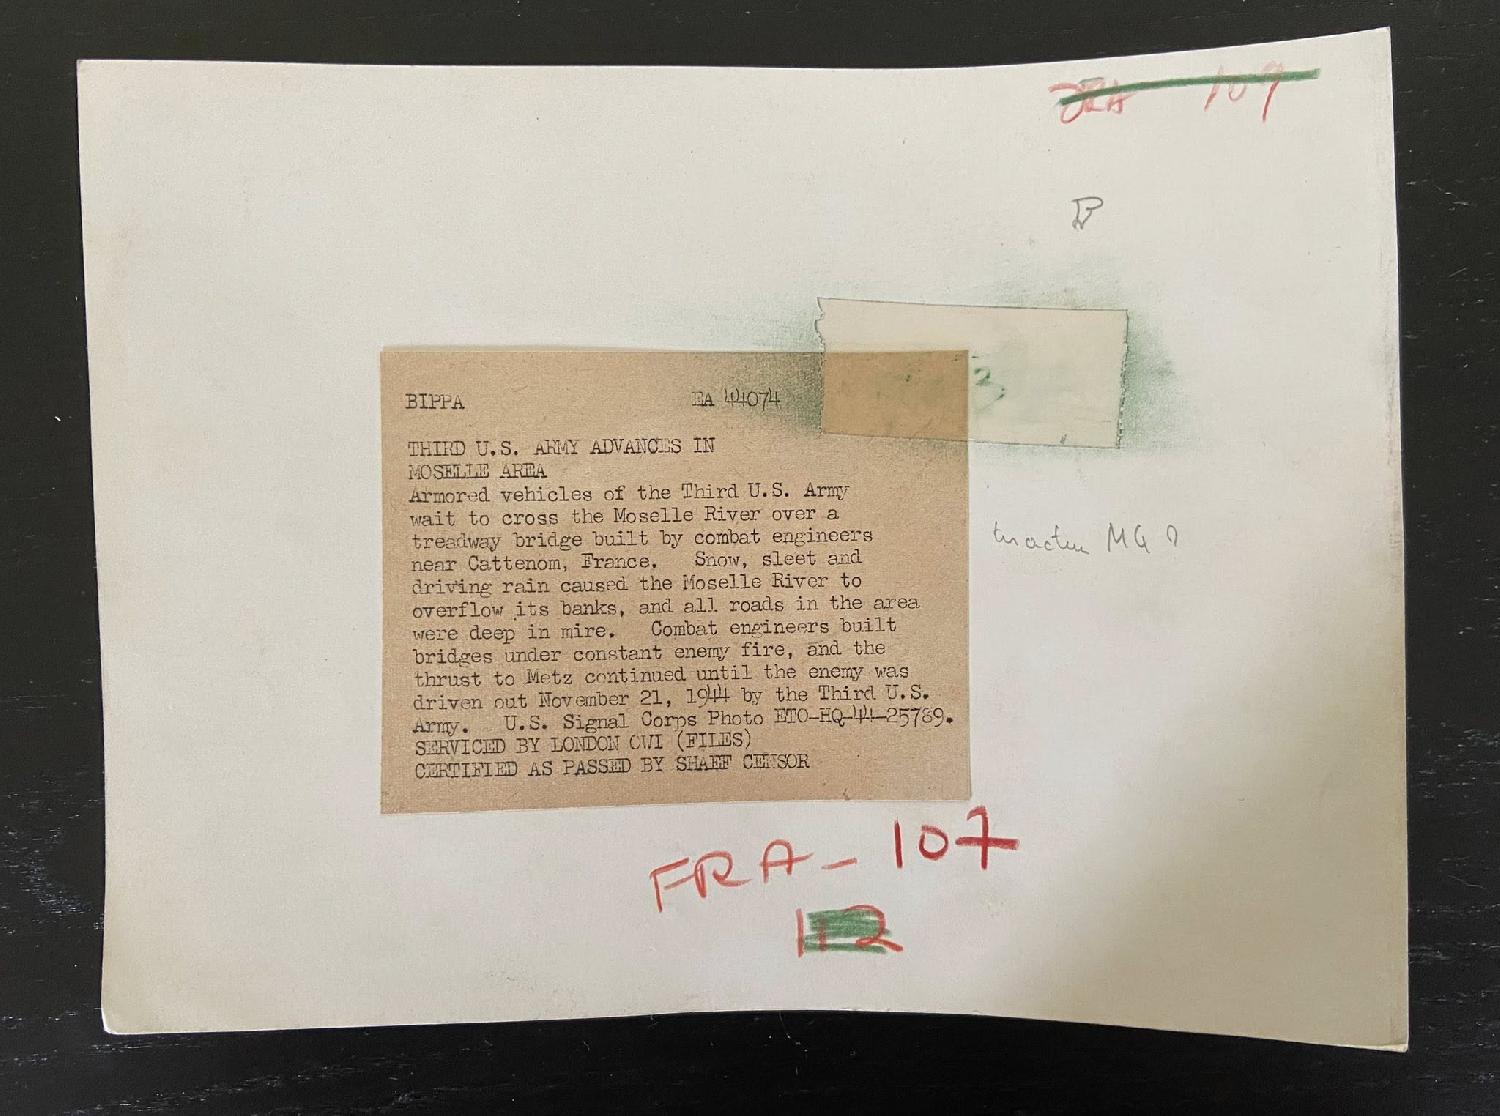 FRA 109
B
BIPPA EA 44074
3
THIRD U.S. ARMY ADVANCES IN
MOSELLE AREA
Armored vehicles of the Third U.S. Army
wait to cross the Moselle River over a
treadway bridge built by combat engineers
near Cattenom, France. Snow, sleet and
driving rain caused the Moselle River to
overflow its banks, and all roads in the area
were deep in mire. Combat engineers built
bridges under constant enemy fire, and the
thrust to Metz continued until the enemy was
driven out November 21, 1944 by the Third U.S.
Army. U.S. Signal Corps Photo ETO-HQ-44-25789.
SERVICED BY LONDON OWI (FILES)
CERTIFIED AS PASSED BY SHAEF CENSOR
MG
FRA - 107
112